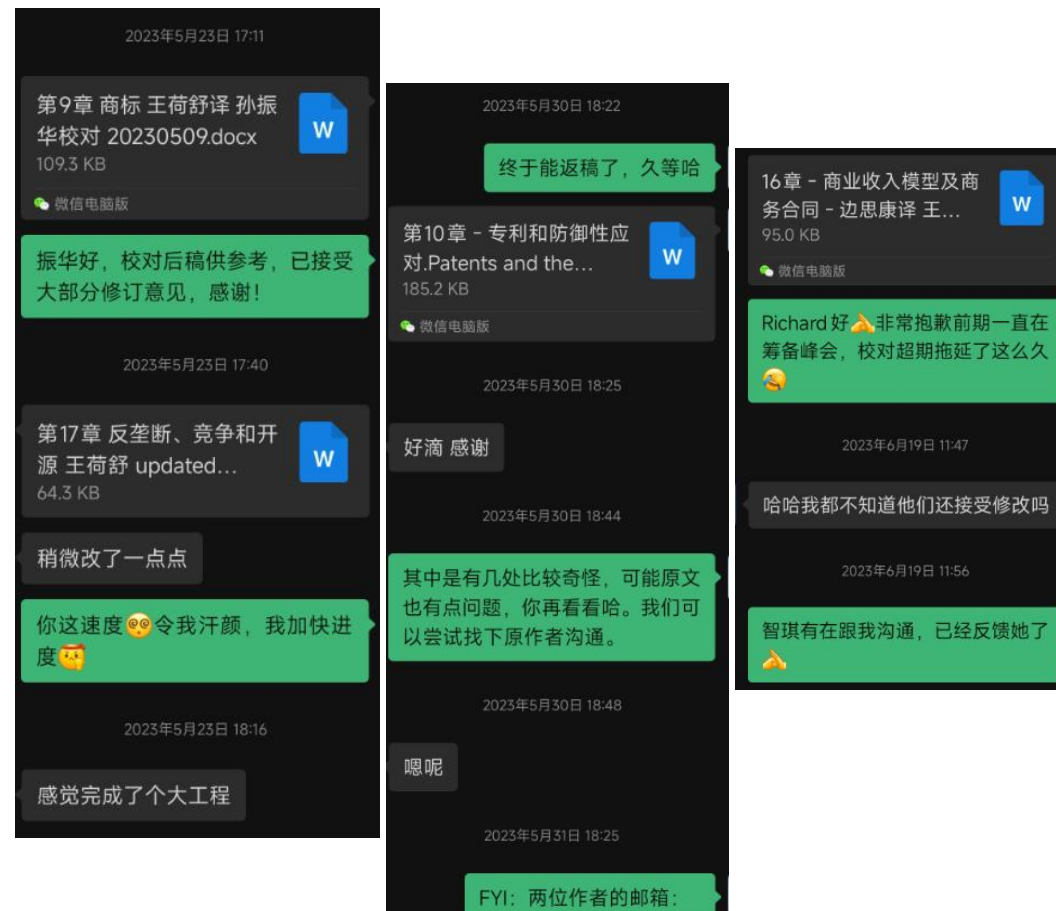 2023年5月23日 17:11
第9章 商标 王荷舒译 孙振
华校对 20230509.docx
W
109.3 KB
微信电脑版
振华好，校对后稿供参考，已接受
大部分修订意见，感谢！
2023年5月23日 17:40
第17章 反垄断、竞争和开
源 王荷舒 updated...
W
64.3 KB
稍微改了一点点
你这速度令我汗颜，我加快进
度
2023年5月23日 18:16
感觉完成了个大工程
2023年5月30日 18:22
终于能返稿了，久等哈
第10章 - 专利和防御性应
对.Patents and the...
W
185.2 KB
微信电脑版
2023年5月30日 18:25
好滴 感谢
2023年5月30日 18:44
其中是有几处比较奇怪，可能原文
也有点问题，你再看看哈。我们可
以尝试找下原作者沟通。
2023年5月30日 18:48
嗯呢
2023年5月31日 18:25
FYI：两位作者的邮箱：
16章 - 商业收入模型及商
务合同 - 边思康译 王...
W
95.0 KB
微信电脑版
Richard 好非常抱歉前期一直在
筹备峰会，校对超期拖延了这么久
2023年6月19日 11:47
哈哈我都不知道他们还接受修改吗
2023年6月19日 11:56
智琪有在跟我沟通，已经反馈她了